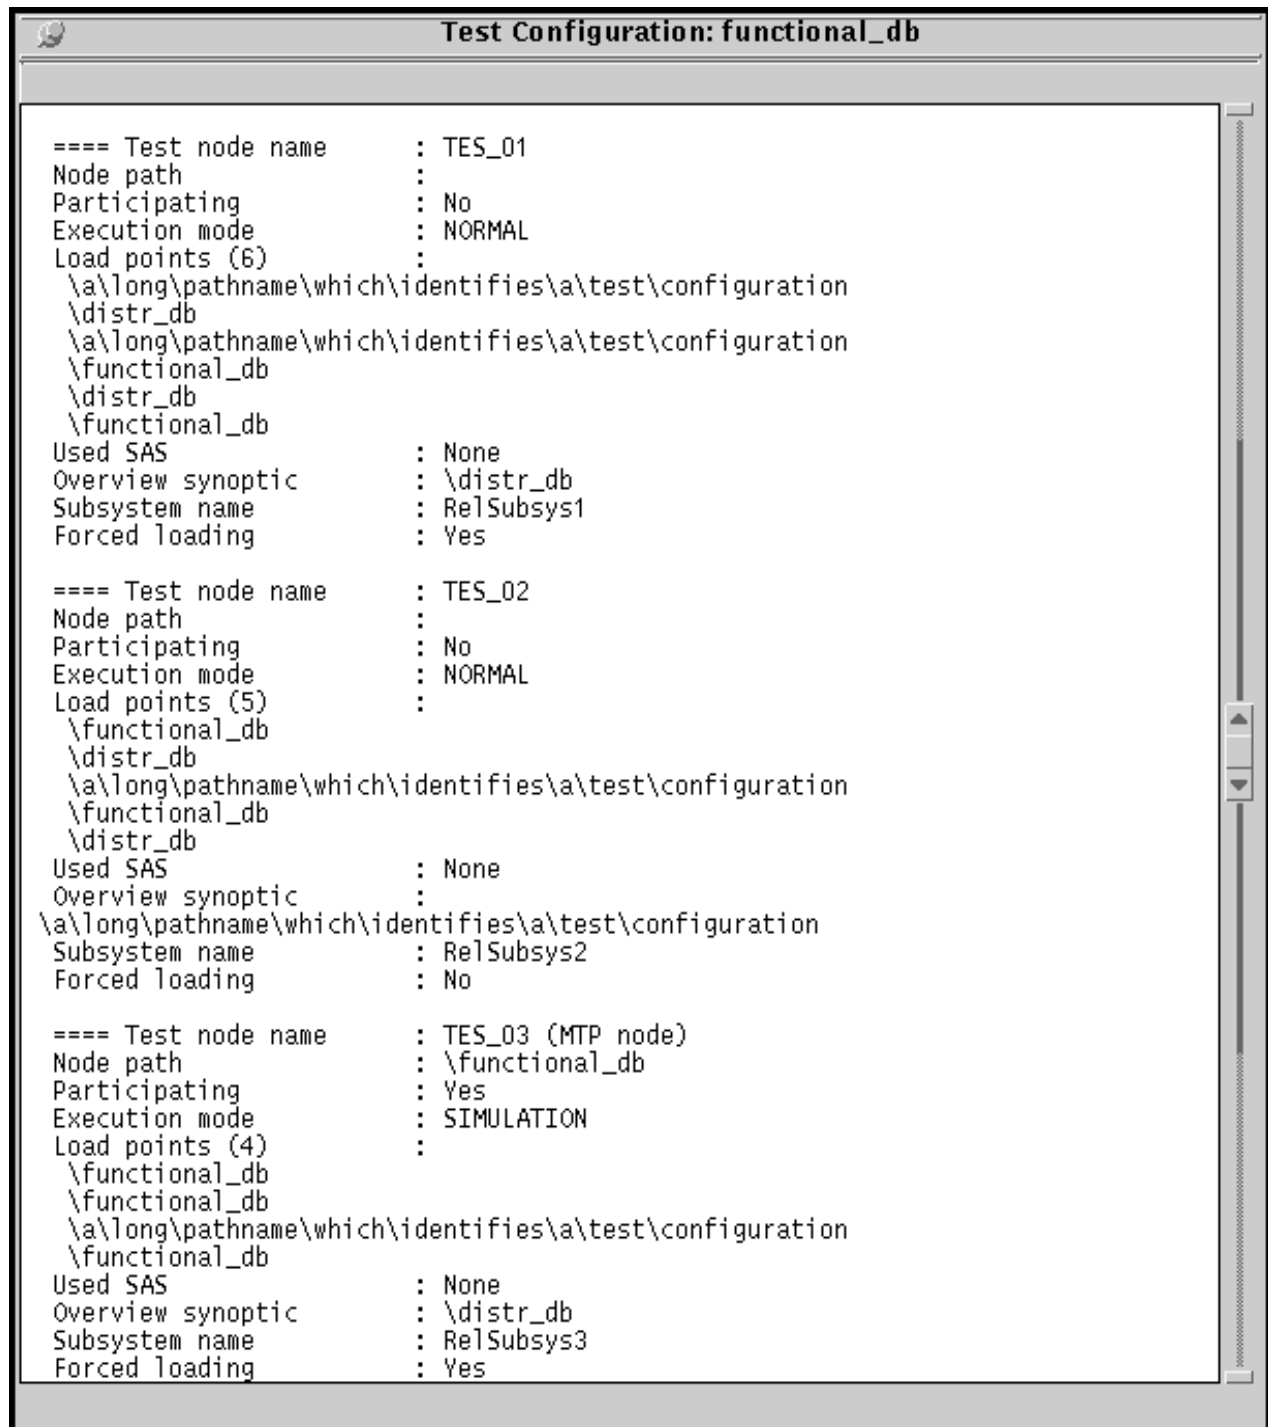 Test Configuration: functional_db
==== Test node name : TES_01
Node path :
Participating : No
Execution mode : NORMAL
Load points (6) :
\a\long\pathname\which\identifies\a\test\configuration
\distr_db
\a\long\pathname\which\identifies\a\test\configuration
\functional_db
\distr_db
\functional_db
Used SAS : None
Overview synoptic : \distr_db
Subsystem name : RelSubsys1
Forced loading : Yes
==== Test node name : TES_02
Node path :
Participating : No
Execution mode : NORMAL
Load points (5) :
\functional_db
\distr_db
\a\long\pathname\which\identifies\a\test\configuration
\functional_db
\distr_db
Used SAS : None
Overview synoptic :
\a\long\pathname\which\identifies\a\test\configuration
Subsystem name : RelSubsys2
Forced loading : No
==== Test node name : TES_03 (MTP node)
Node path : \functional_db
Participating : Yes
Execution mode : SIMULATION
Load points (4) :
\functional_db
\functional_db
\a\long\pathname\which\identifies\a\test\configuration
\functional_db
Used SAS : None
Overview synoptic : \distr_db
Subsystem name : RelSubsys3
Forced loading : Yes